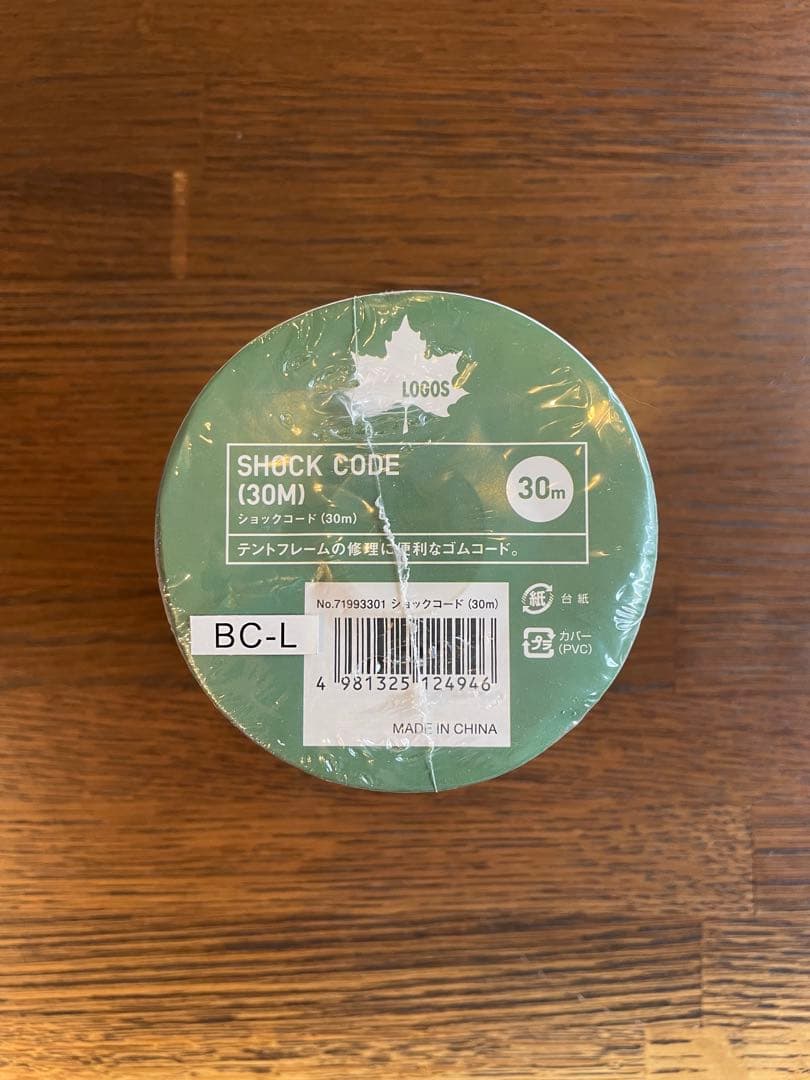 LOGOS
SHOCK CODE
(30M)
30m
ショックコード (30m)
テントフレームの修理に便利なゴムコード。
No.71993301 ショックコード (30m)
紙 台紙
BC-L
プラ カバー
(PVC)
4 981325 124946
MADE IN CHINA